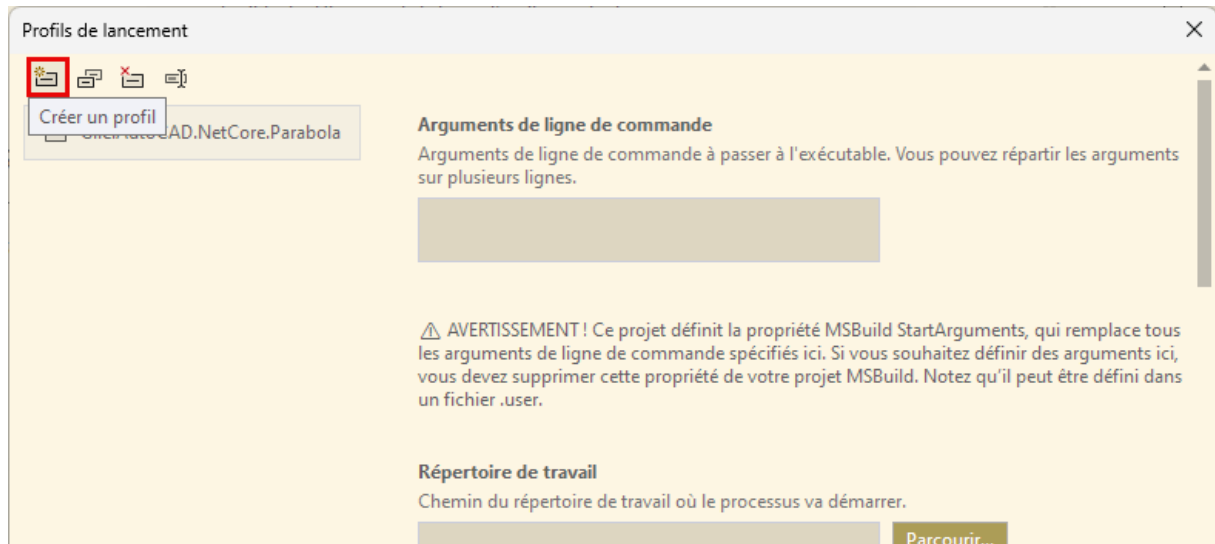 Profils de lancement
Créer un profil
CAD.NetCore.Parabola
Arguments de ligne de commande
Arguments de ligne de commande à passer à l'exécutable. Vous pouvez répartir les arguments
sur plusieurs lignes.
⚠ AVERTISSEMENT ! Ce projet définit la propriété MSBuild StartArguments, qui remplace tous
les arguments de ligne de commande spécifiés ici. Si vous souhaitez définir des arguments ici,
vous devez supprimer cette propriété de votre projet MSBuild. Notez qu'il peut être défini dans
un fichier .user.
Répertoire de travail
Chemin du répertoire de travail où le processus va démarrer.
Parcourir...